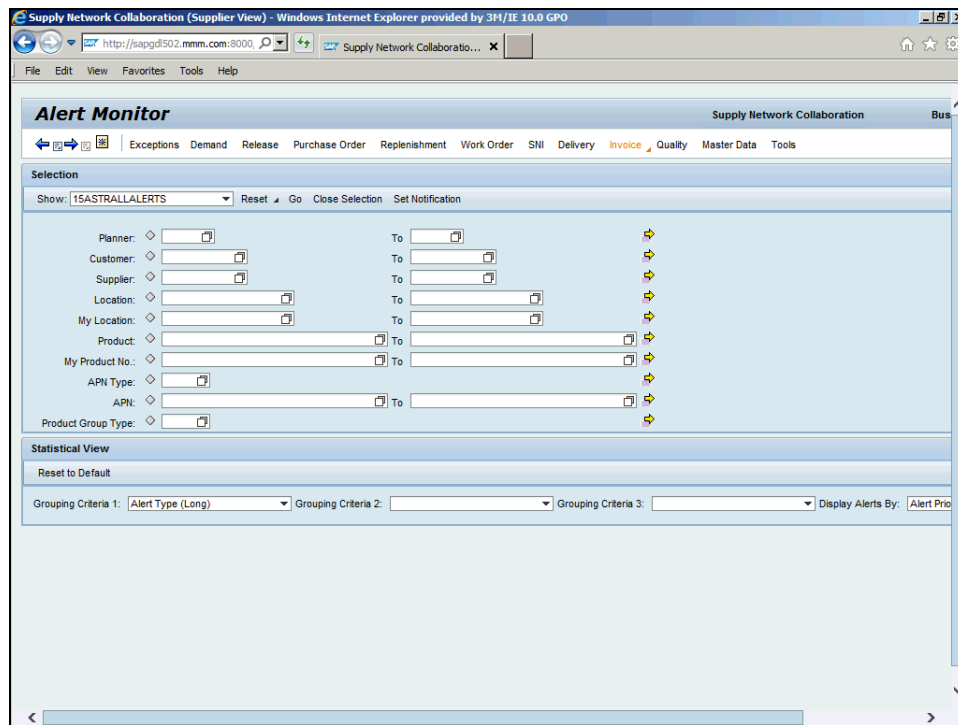 Supply Network Collaboration (Supplier View) - Windows Internet Explorer provided by 3M/IE 10.0 GPO
http://sapgdl502.mmm.com:8000, Supply Network Collaboratio...
File Edit View Favorites Tools Help
Alert Monitor Supply Network Collaboration Bus
Exceptions Demand Release Purchase Order Replenishment Work Order SNI Delivery Invoice Quality Master Data Tools
Selection
Show: 15ASTRALLALERTS Reset Go Close Selection Set Notification
Planner: To
Customer: To
Supplier: To
Location: To
My Location: To
Product: To
My Product No.: To
APN Type:
APN: To
Product Group Type:
Statistical View
Reset to Default
Grouping Criteria 1: Alert Type (Long) Grouping Criteria 2: Grouping Criteria 3: Display Alerts By: Alert Prio